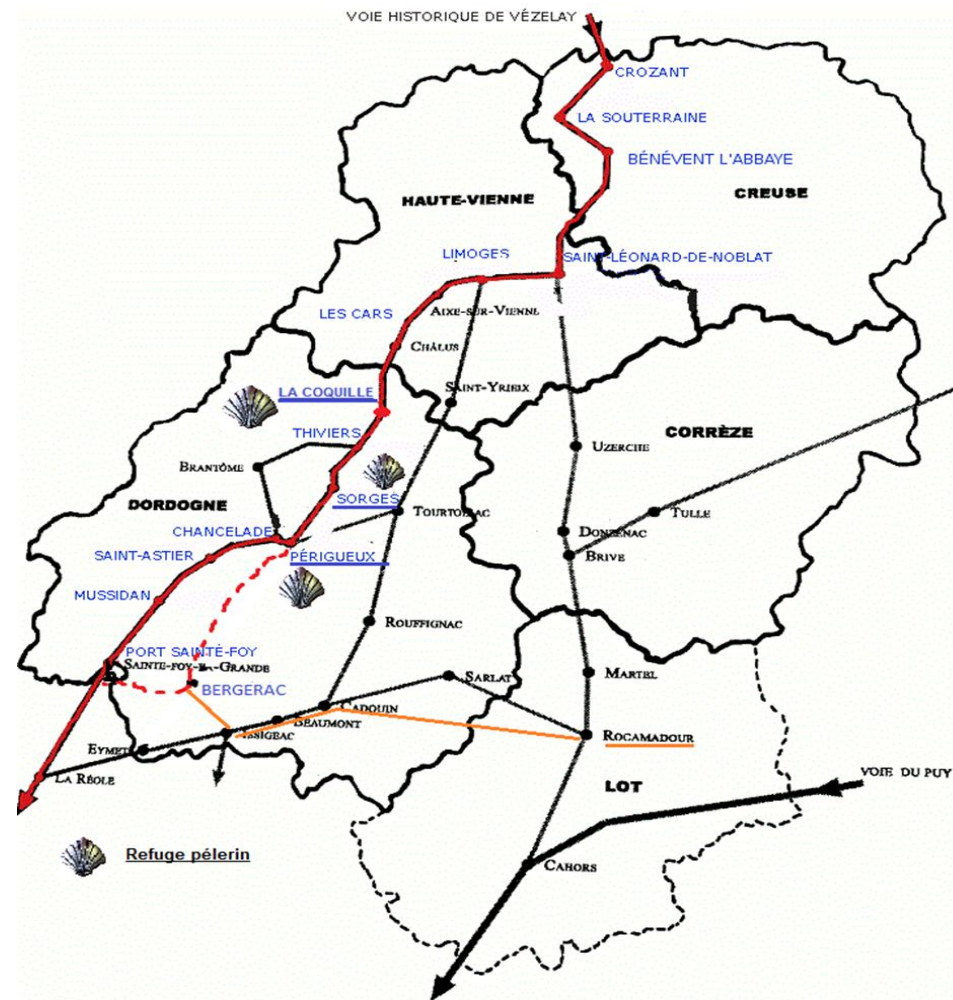 VOIE HISTORIQUE DE VÉZELAY
CROZANT
LA SOUTERRAINE
BÉNÉVENT L'ABBAYE
HAUTE-VIENNE
CREUSE
LIMOGES
SAINT-LÉONARD-DE-NOBLAT
LES CARS
AIXE-SUR-VIENNE
CHÂLUS
LA COQUILLE
SAINT-YRIEIX
THIVIERS
CORRÈZE
UZERCHE
BRANTÔME
DORDOGNE
SORGES
TOURTOIRAC
TULLE
CHANCELADE
DONZENAC
SAINT-ASTIER
PÉRIGUEUX
BRIVE
MUSSIDAN
ROUFFIGNAC
PORT SAINTÉ-FOY
SAINTE-FOY-LA-GRANDE
SARLAT
MARTEL
BERGERAC
CADOUIN
BEAUMONT
ISSIGEAC
ROCAMADOUR
EYMET
LA RÉOLE
LOT
VOIE DU PUY
Refuge pélerin
CAHORS